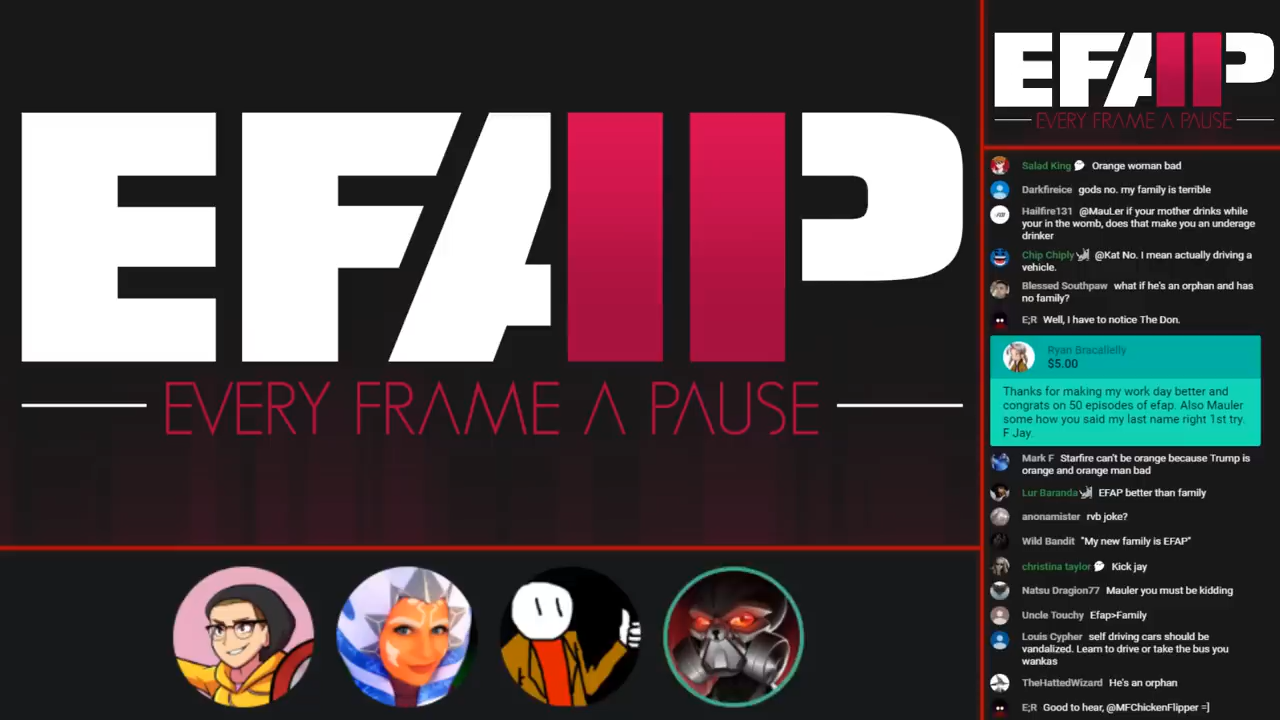 EFAP
EVERY FRAME A PAUSE
EFAP
EVERY FRAME A PAUSE
Salad King Orange woman bad
Darkfireice gods no. my family is terrible
Hailfire131 @MauLer if your mother drinks while
your in the womb, does that make you an underage
drinker
Chip Chiply @Kat No. I mean actually driving a
vehicle.
Blessed Southpaw what if he's an orphan and has
no family?
E;R Well, I have to notice The Don.
Ryan Bracalielly
$5.00
Thanks for making my work day better and
congrats on 50 episodes of efap. Also Mauler
some how you said my last name right 1st try.
F Jay.
Mark F Starfire can't be orange because Trump is
orange and orange man bad
Lur Baranda EFAP better than family
anonamister rvb joke?
Wild Bandit "My new family is EFAP"
christina taylor Kick jay
Natsu Dragion77 Mauler you must be kidding
Uncle Touchy Efap>Family
Louis Cypher self driving cars should be
vandalized. Learn to drive or take the bus you
wankas
TheHattedWizard He's an orphan
E;R Good to hear, @MFChickenFlipper =]